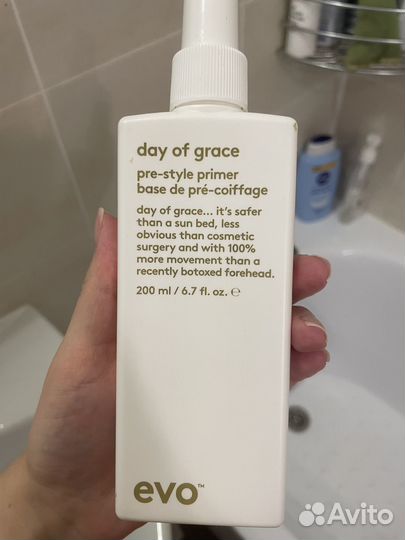 day of grace
pre-style primer
base de pré-coiffage
day of grace... it's safer
than a sun bed, less
obvious than cosmetic
surgery and with 100%
more movement than a
recently botoxed forehead.
200 ml / 6.7 fl. oz. ℮
evo™
Avito